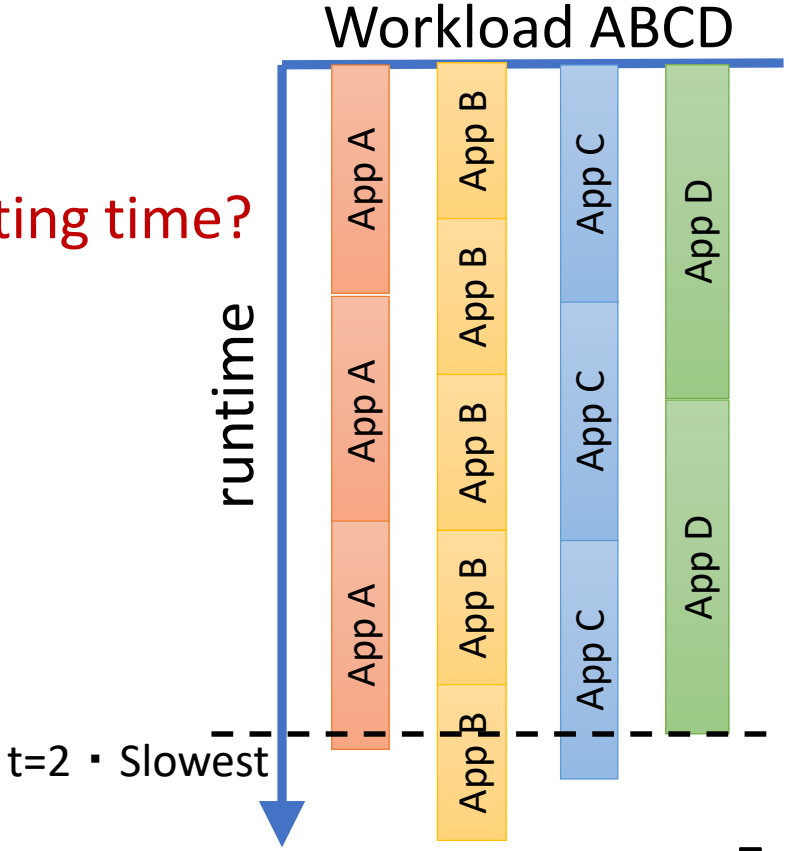 Workload ABCD
ting time?
runtime
App A
App A
App A
App B
App B
App B
App B
App B
App C
App C
App C
App D
App D
t=2 · Slowest